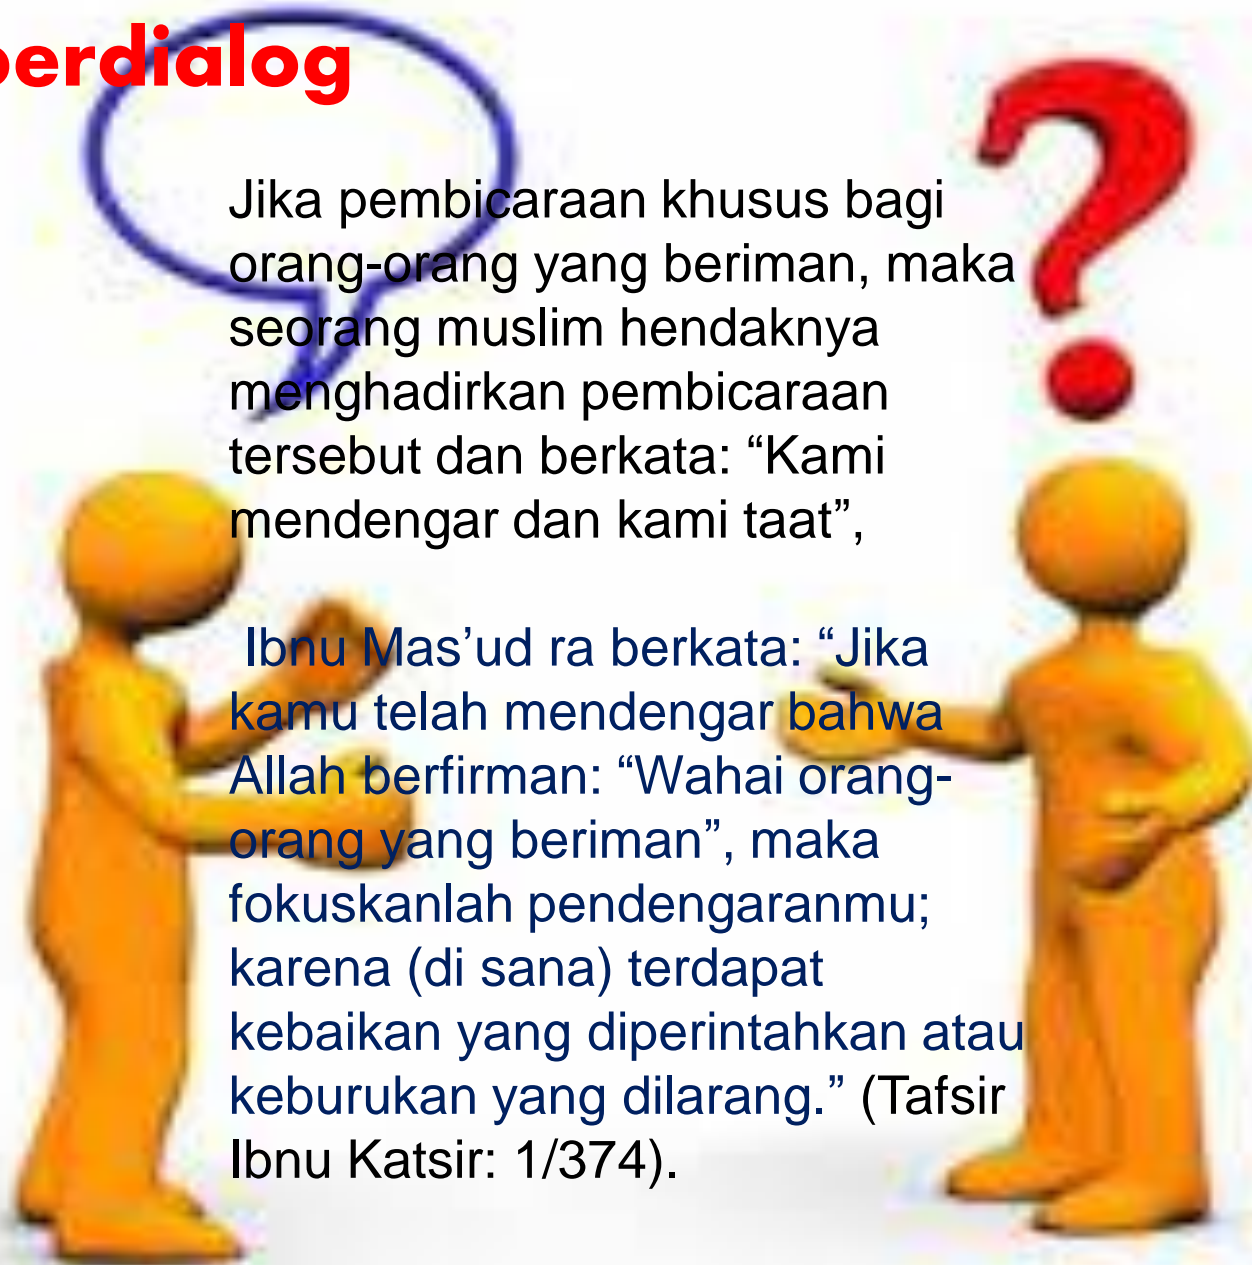 berdialog
Jika pembicaraan khusus bagi
orang-orang yang beriman, maka
seorang muslim hendaknya
menghadirkan pembicaraan
tersebut dan berkata: “Kami
mendengar dan kami taat”,
Ibnu Mas’ud ra berkata: “Jika
kamu telah mendengar bahwa
Allah berfirman: “Wahai orang-
orang yang beriman”, maka
fokuskanlah pendengaranmu;
karena (di sana) terdapat
kebaikan yang diperintahkan atau
keburukan yang dilarang.” (Tafsir
Ibnu Katsir: 1/374).